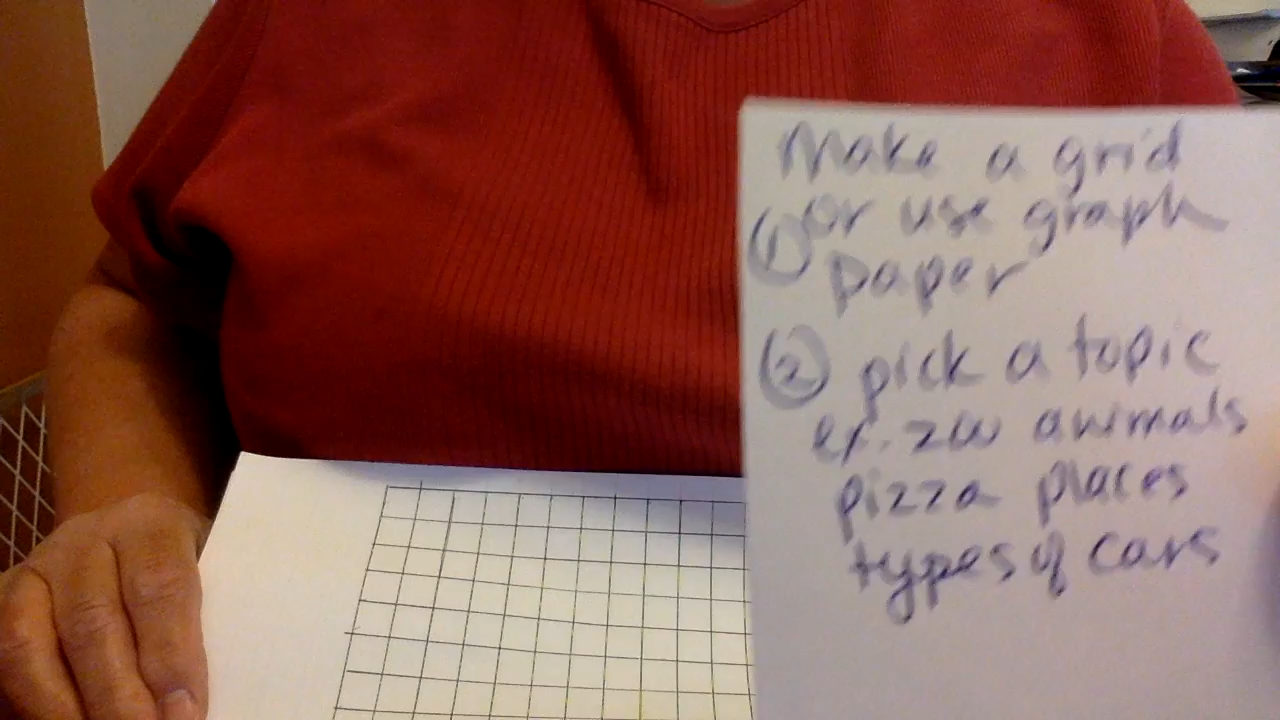 Make a grid
① or use graph
paper
② pick a topic
ex. zoo animals
pizza places
types of cars